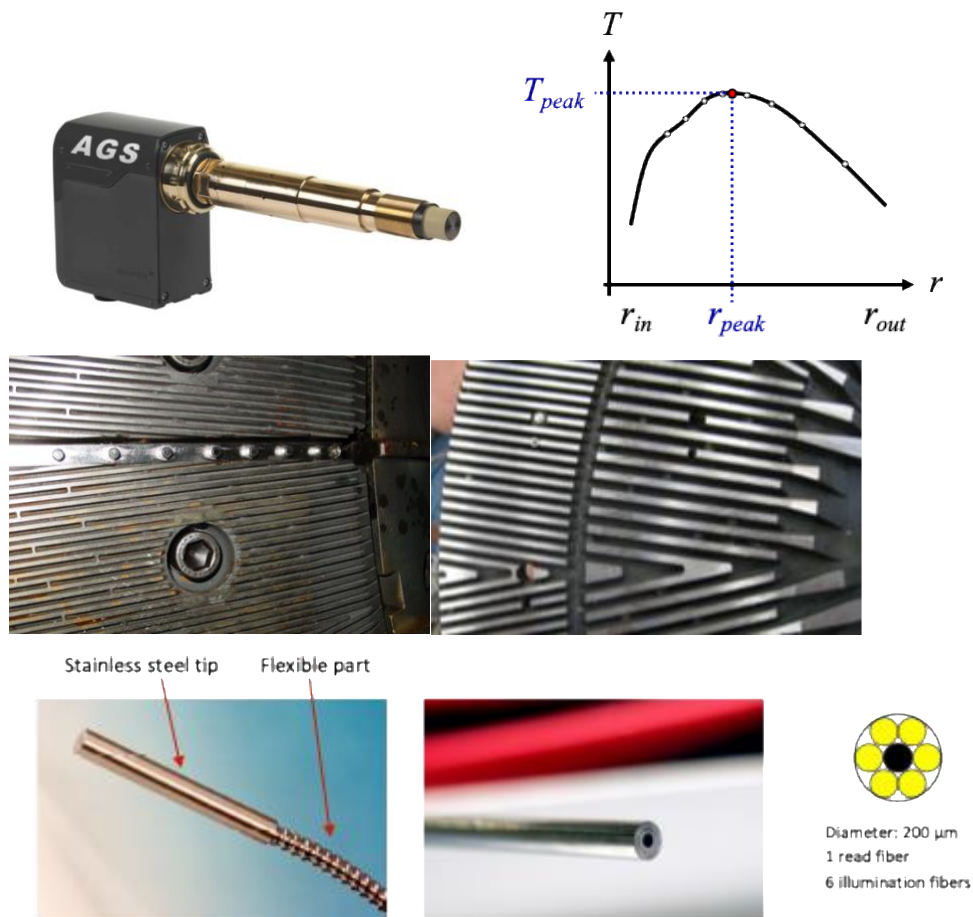 AGS
T
T_peak
r
r_in
r_peak
r_out
Stainless steel tip
Flexible part
Diameter: 200 μm
1 read fiber
6 illumination fibers